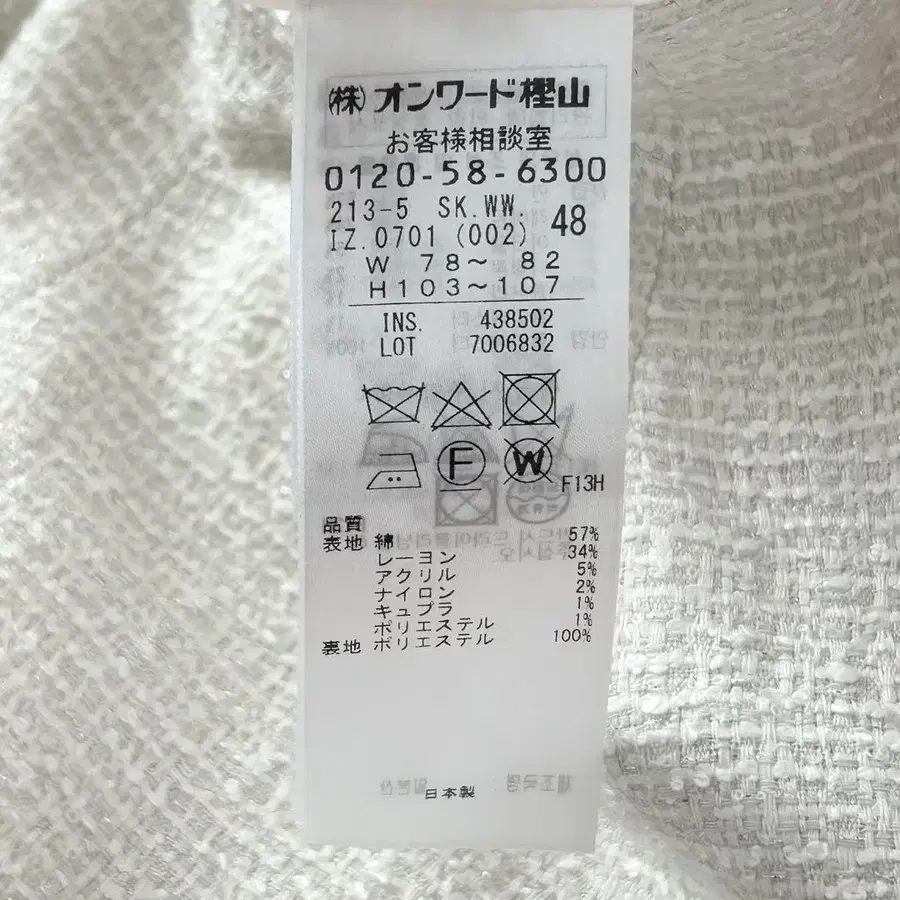 (株)オンワード樫山
お客様相談室
0120-58-6300
213-5 SK.WW.
IZ.0701 (002) 48
W 78〜 82
H103〜107
INS. 438502
LOT 7006832
F
W
F13H
品質
表地 綿 57%
レーヨン 34%
アクリル 5%
ナイロン 2%
キュプラ 1%
ポリエステル 1%
裏地 ポリエステル 100%
日本製